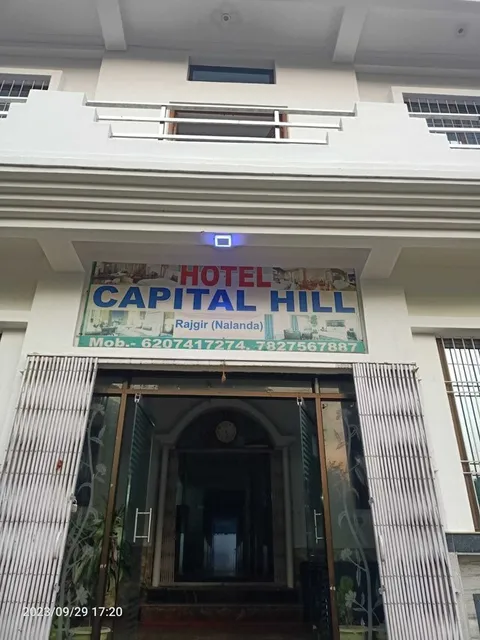 HOTEL
CAPITAL HILL
Rajgir (Nalanda)
Mob.- 6207417274, 7827567887
2023/09/29 17:20